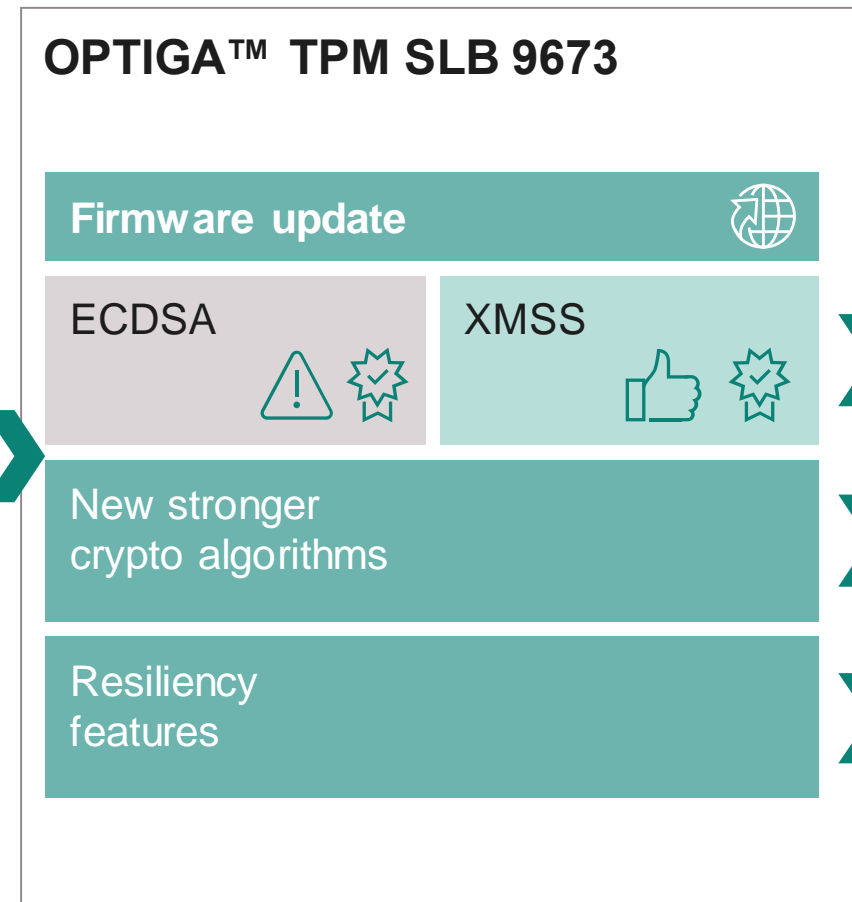 OPTIGA™ TPM SLB 9673
Firmware update
ECDSA
XMSS
New stronger
crypto algorithms
Resiliency
features